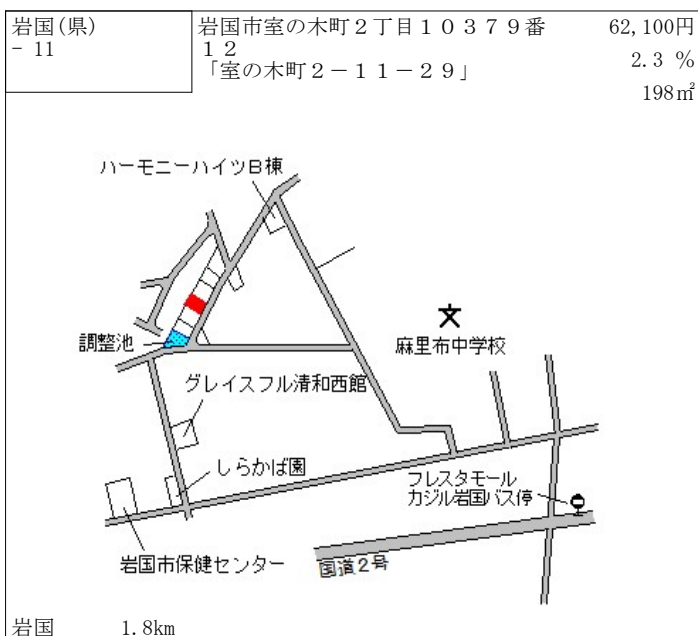 岩国(県)
- 11
岩国市室の木町２丁目１０３７９番
１２
「室の木町２－１１－２９」
62,100円
2.3 %
198㎡
ハーモニーハイツＢ棟
調整池
麻里布中学校
グレイスフル清和西館
しらかば園
フレスタモール
カジル岩国バス停
岩国市保健センター
国道２号
岩国 1.8km